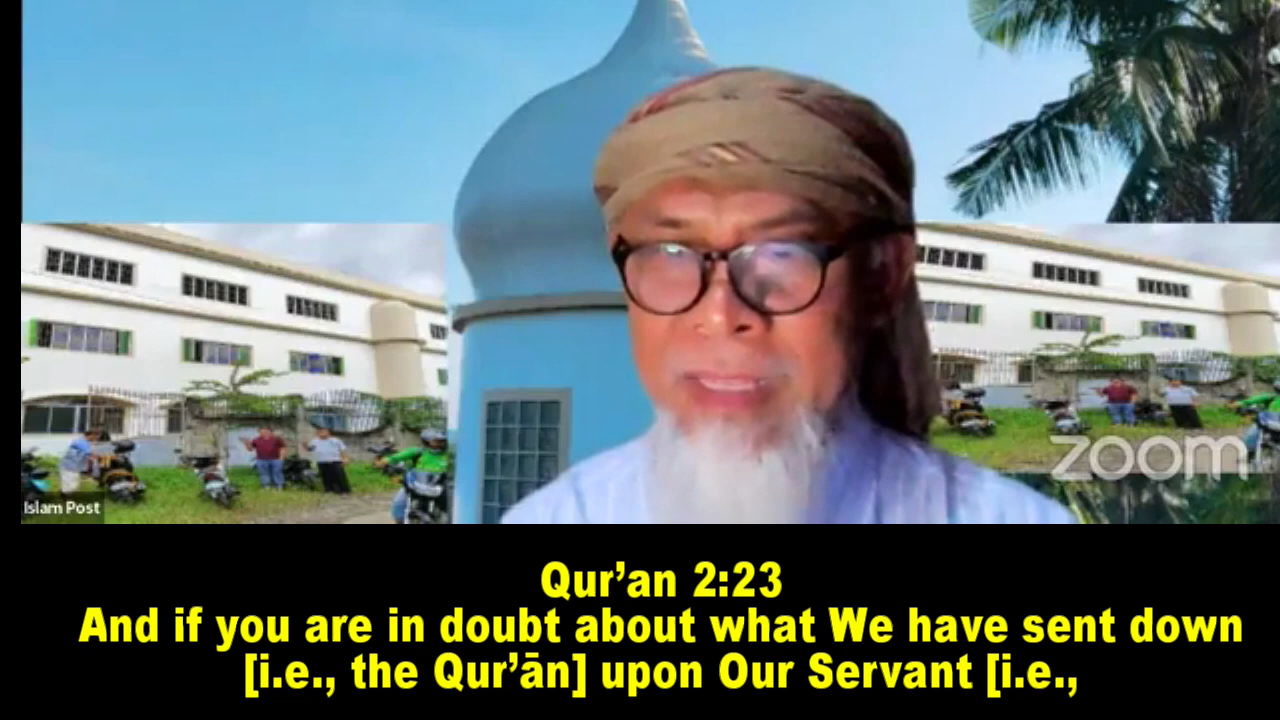 Islam Post
zoom
Qur’an 2:23
And if you are in doubt about what We have sent down
[i.e., the Qur’ān] upon Our Servant [i.e.,